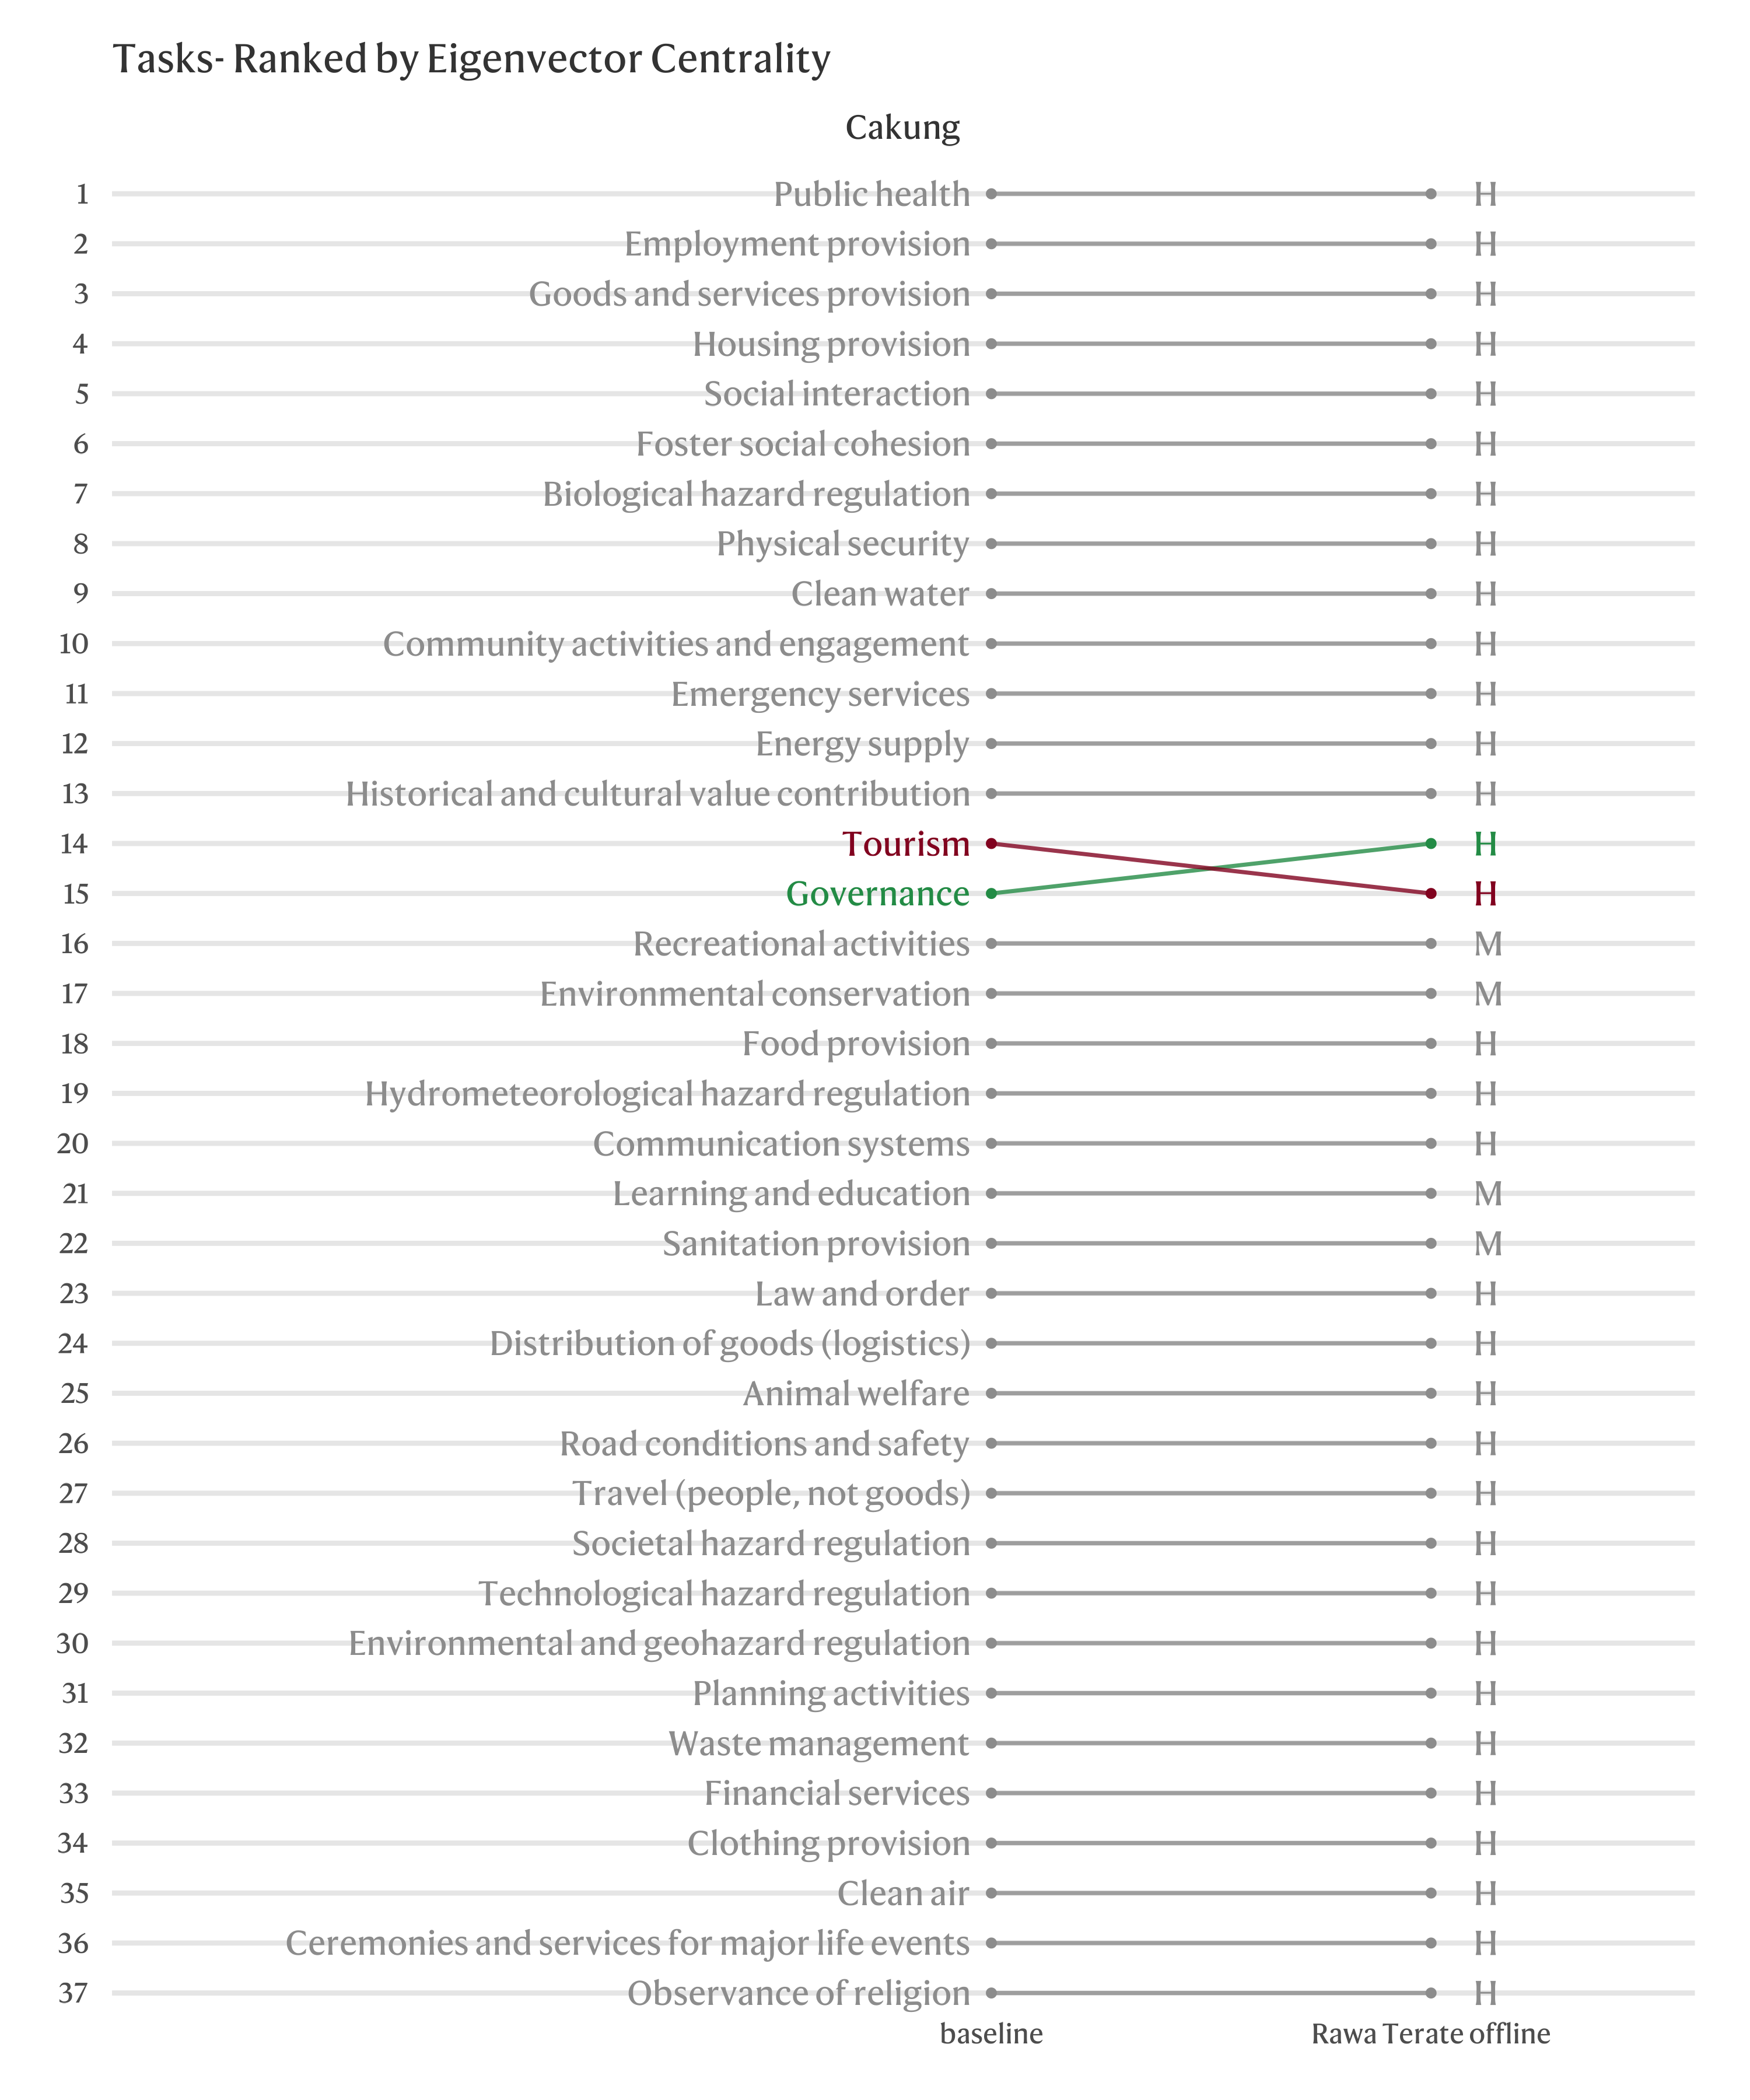 Tasks- Ranked by Eigenvector Centrality
Cakung
1 Public health H
2 Employment provision H
3 Goods and services provision H
4 Housing provision H
5 Social interaction H
6 Foster social cohesion H
7 Biological hazard regulation H
8 Physical security H
9 Clean water H
10 Community activities and engagement H
11 Emergency services H
12 Energy supply H
13 Historical and cultural value contribution H
14 Tourism H
15 Governance H
16 Recreational activities M
17 Environmental conservation M
18 Food provision H
19 Hydrometeorological hazard regulation H
20 Communication systems H
21 Learning and education M
22 Sanitation provision M
23 Law and order H
24 Distribution of goods (logistics) H
25 Animal welfare H
26 Road conditions and safety H
27 Travel (people, not goods) H
28 Societal hazard regulation H
29 Technological hazard regulation H
30 Environmental and geohazard regulation H
31 Planning activities H
32 Waste management H
33 Financial services H
34 Clothing provision H
35 Clean air H
36 Ceremonies and services for major life events H
37 Observance of religion H
baseline Rawa Terate offline